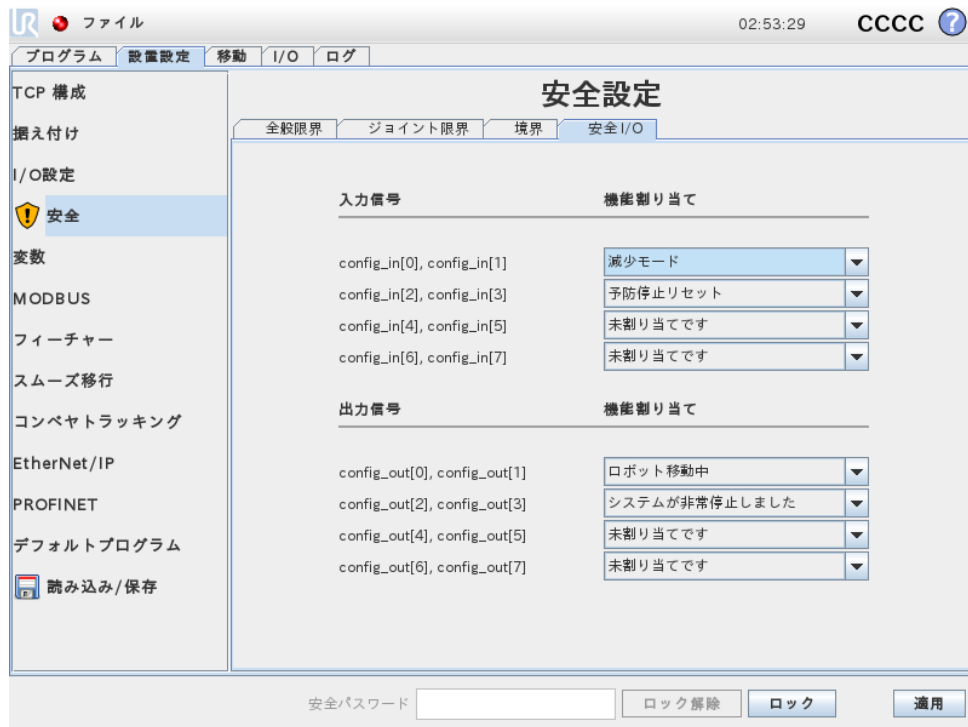 UR ファイル 02:53:29 CCCC ?
プログラム 設置設定 移動 I/O ログ
TCP 構成
据え付け
I/O設定
安全
変数
MODBUS
フィーチャー
スムーズ移行
コンベヤトラッキング
EtherNet/IP
PROFINET
デフォルトプログラム
読み込み/保存
安全設定
全般限界 ジョイント限界 境界 安全I/O
入力信号 機能割り当て
config_in[0], config_in[1] 減少モード
config_in[2], config_in[3] 予防停止リセット
config_in[4], config_in[5] 未割り当てです
config_in[6], config_in[7] 未割り当てです
出力信号 機能割り当て
config_out[0], config_out[1] ロボット移動中
config_out[2], config_out[3] システムが非常停止しました
config_out[4], config_out[5] 未割り当てです
config_out[6], config_out[7] 未割り当てです
安全パスワード ロック解除 ロック 適用